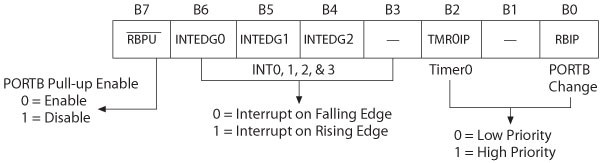 B7 B6 B5 B4 B3 B2 B1 B0
RBPU INTEDG0 INTEDG1 INTEDG2 — TMR0IP — RBIP
INT0, 1, 2, & 3
Timer0
PORTB
Change
PORTB Pull-up Enable
0 = Enable
1 = Disable
0 = Interrupt on Falling Edge
1 = Interrupt on Rising Edge
0 = Low Priority
1 = High Priority